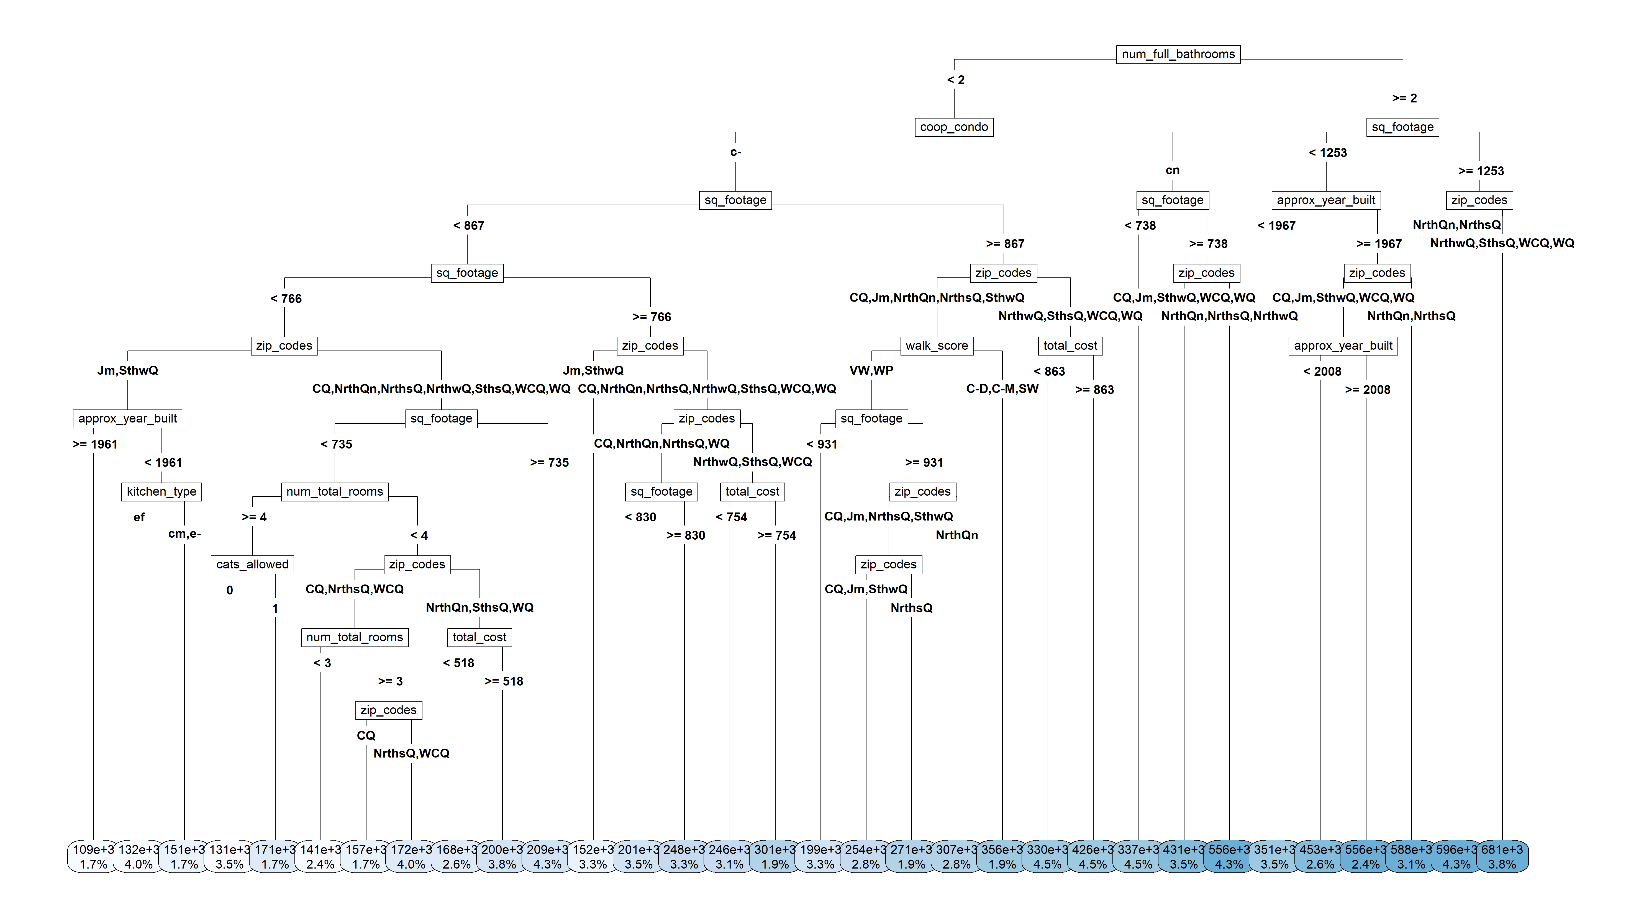 num_full_bathrooms
< 2
>= 2
coop_condo
sq_footage
c-
cn
< 1253
>= 1253
sq_footage
sq_footage
approx_year_built
zip_codes
< 867
>= 867
< 738
>= 738
< 1967
>= 1967
NrthQn,NrthsQ
NrthwQ,SthsQ,WCQ,WQ
sq_footage
zip_codes
zip_codes
zip_codes
< 766
>= 766
CQ,Jm,NrthQn,NrthsQ,SthwQ
NrthwQ,SthsQ,WCQ,WQ
CQ,Jm,SthwQ,WCQ,WQ
NrthQn,NrthsQ,NrthwQ
CQ,Jm,SthwQ,WCQ,WQ
NrthQn,NrthsQ
zip_codes
zip_codes
walk_score
total_cost
approx_year_built
Jm,SthwQ
CQ,NrthQn,NrthsQ,NrthwQ,SthsQ,WCQ,WQ
Jm,SthwQ
CQ,NrthQn,NrthsQ,NrthwQ,SthsQ,WCQ,WQ
VW,WP
C-D,C-M,SW
< 863
>= 863
< 2008
>= 2008
approx_year_built
sq_footage
zip_codes
sq_footage
>= 1961
< 1961
< 735
>= 735
CQ,NrthQn,NrthsQ,WQ
NrthwQ,SthsQ,WCQ
< 931
>= 931
kitchen_type
num_total_rooms
sq_footage
total_cost
zip_codes
ef
cm,e-
>= 4
< 4
< 830
>= 830
< 754
>= 754
CQ,Jm,NrthsQ,SthwQ
NrthQn
cats_allowed
zip_codes
zip_codes
0
1
CQ,NrthsQ,WCQ
NrthQn,SthsQ,WQ
CQ,Jm,SthwQ
NrthsQ
num_total_rooms
total_cost
< 3
>= 3
< 518
>= 518
zip_codes
CQ
NrthsQ,WCQ
109e+3 132e+3 151e+3 131e+3 171e+3 141e+3 157e+3 172e+3 168e+3 200e+3 209e+3 152e+3 201e+3 248e+3 246e+3 301e+3 199e+3 254e+3 271e+3 307e+3 356e+3 330e+3 426e+3 337e+3 431e+3 556e+3 351e+3 453e+3 556e+3 588e+3 596e+3 681e+3
1.7% 4.0% 1.7% 3.5% 1.7% 2.4% 1.7% 4.0% 2.6% 3.8% 4.3% 3.3% 3.5% 3.3% 3.1% 1.9% 3.3% 2.8% 1.9% 2.8% 1.9% 4.5% 4.5% 4.5% 3.5% 4.3% 3.5% 2.6% 2.4% 3.1% 4.3% 3.8%